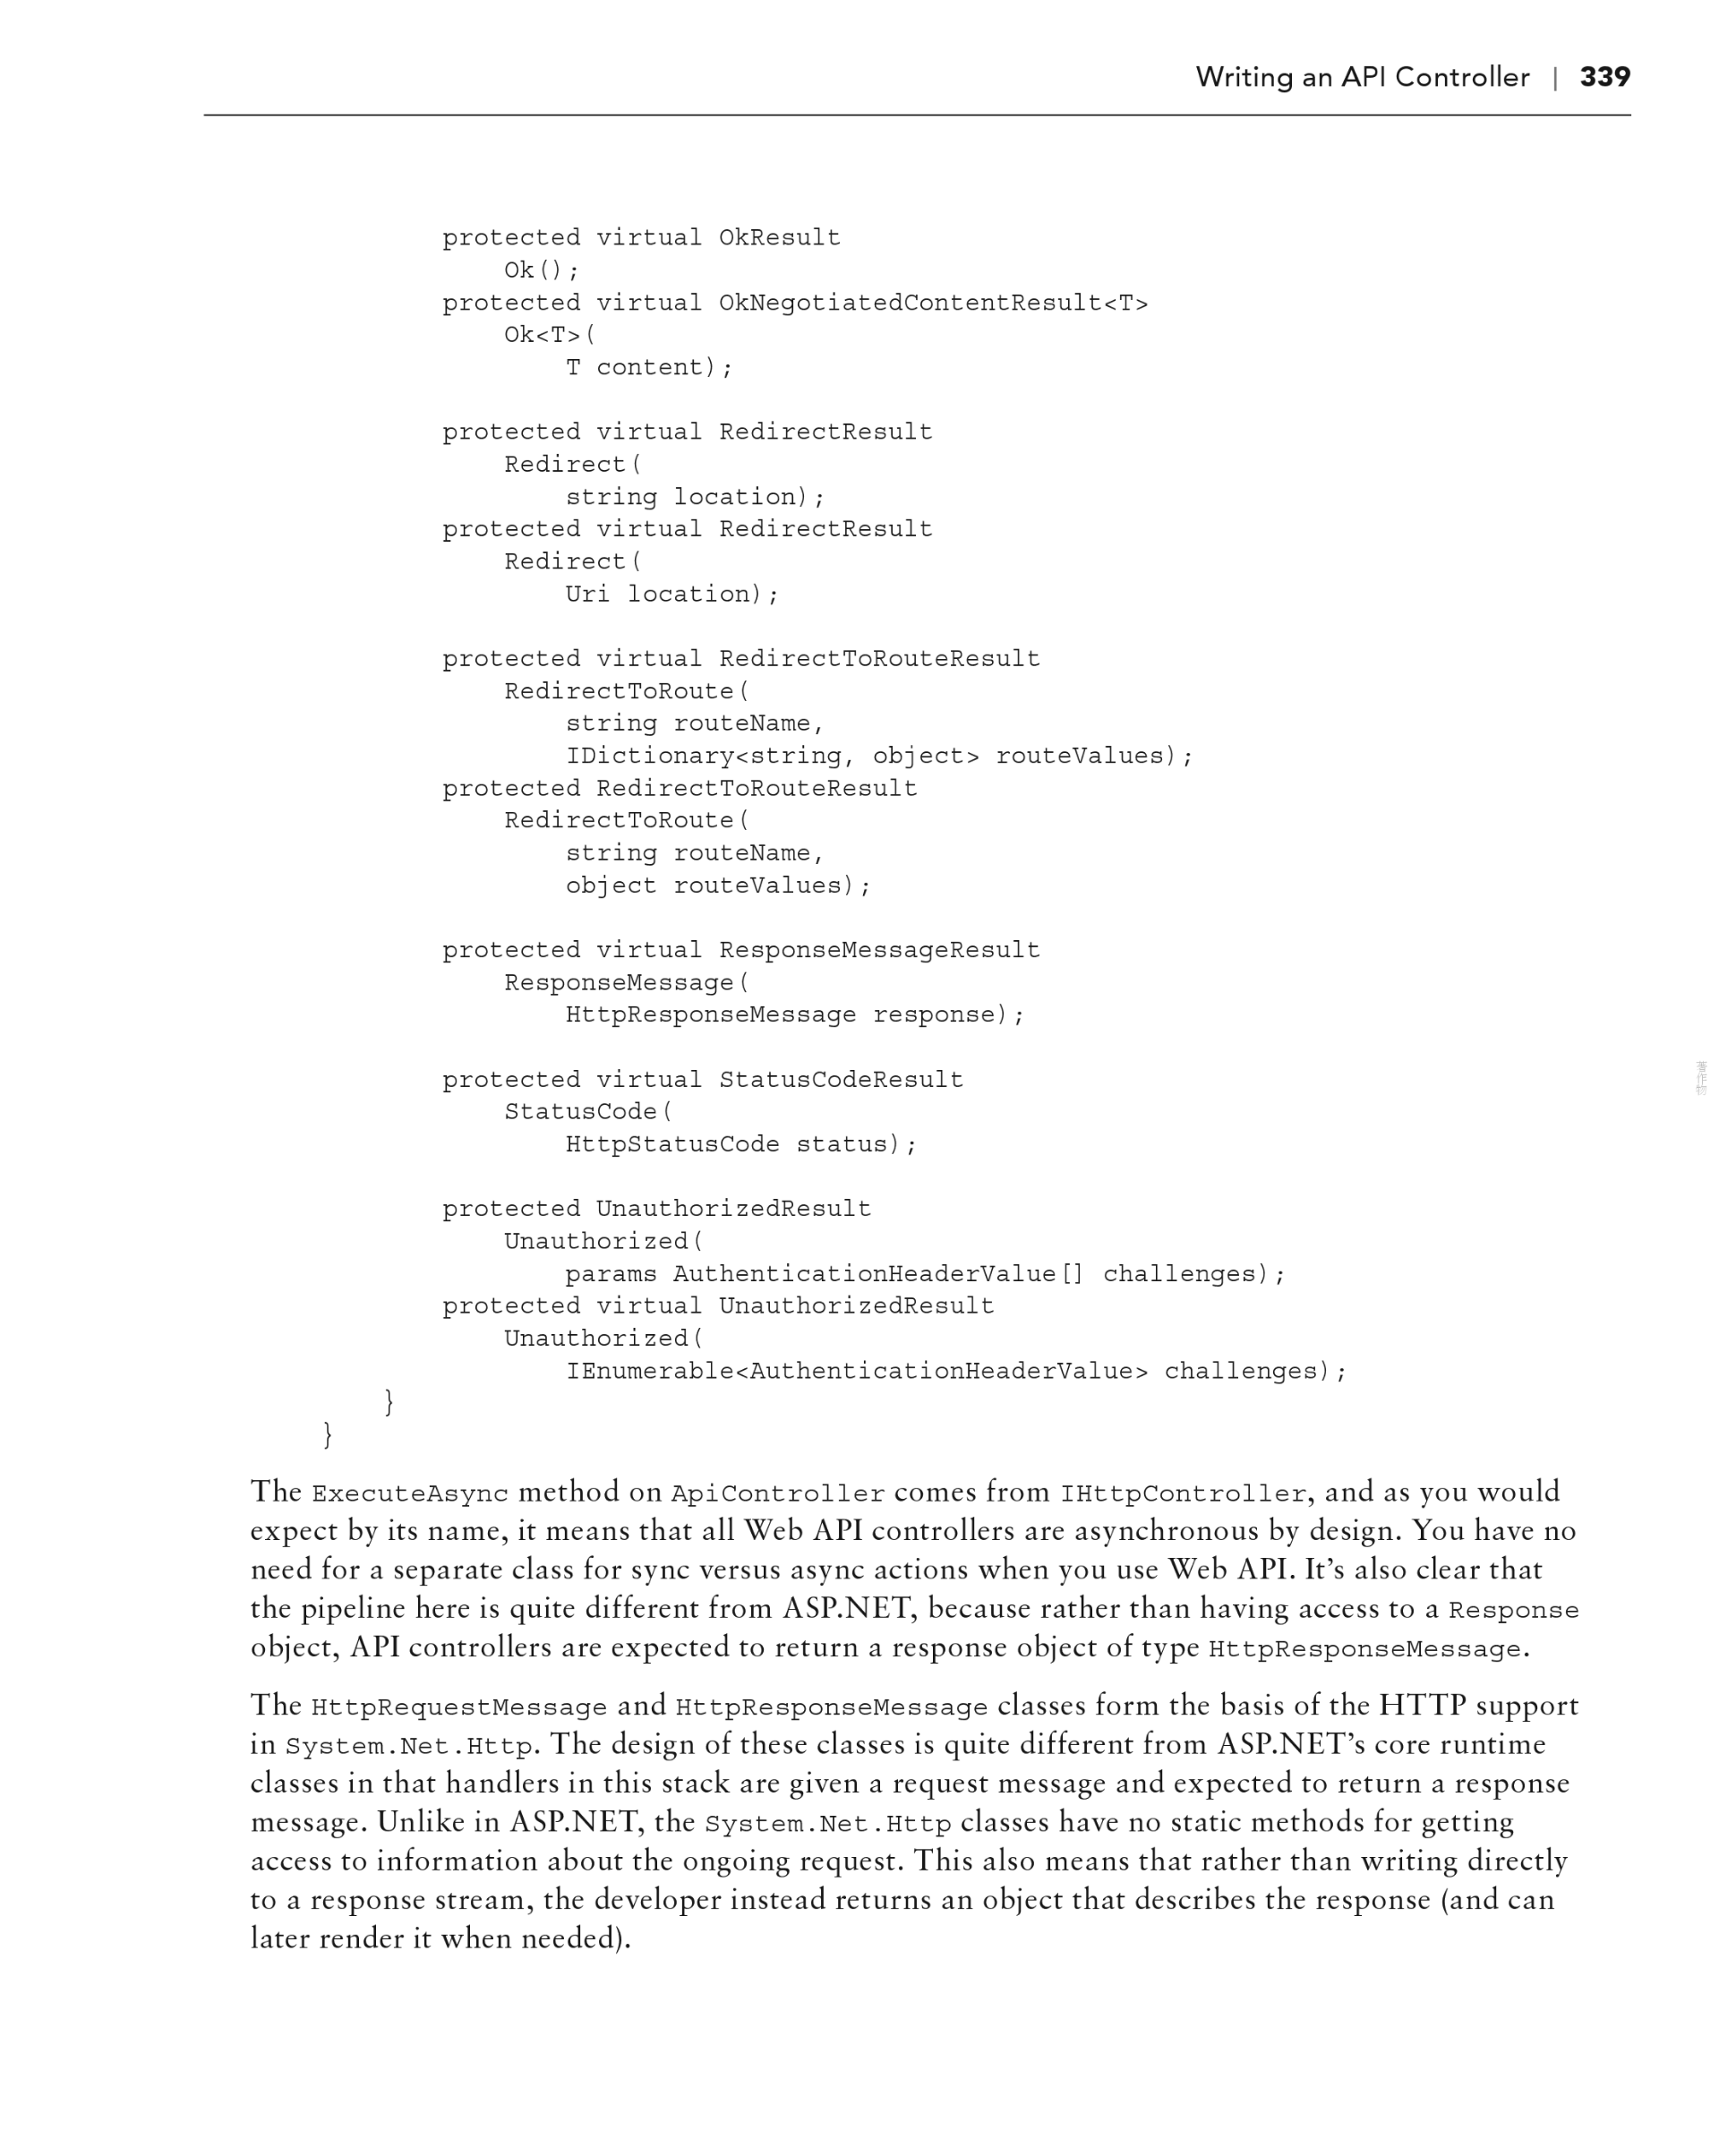 Writing an API Controller | 339
protected virtual OkResult
Ok();
protected virtual OkNegotiatedContentResult<T>
Ok<T>(
T content);
protected virtual RedirectResult
Redirect(
string location);
protected virtual RedirectResult
Redirect(
Uri location);
protected virtual RedirectToRouteResult
RedirectToRoute(
string routeName,
IDictionary<string, object> routeValues);
protected RedirectToRouteResult
RedirectToRoute(
string routeName,
object routeValues);
protected virtual ResponseMessageResult
ResponseMessage(
HttpResponseMessage response);
protected virtual StatusCodeResult
StatusCode(
HttpStatusCode status);
protected UnauthorizedResult
Unauthorized(
params AuthenticationHeaderValue[] challenges);
protected virtual UnauthorizedResult
Unauthorized(
IEnumerable<AuthenticationHeaderValue> challenges);
}
}
The ExecuteAsync method on ApiController comes from IHttpController, and as you would
expect by its name, it means that all Web API controllers are asynchronous by design. You have no
need for a separate class for sync versus async actions when you use Web API. It’s also clear that
the pipeline here is quite different from ASP.NET, because rather than having access to a Response
object, API controllers are expected to return a response object of type HttpResponseMessage.
The HttpRequestMessage and HttpResponseMessage classes form the basis of the HTTP support
in System.Net.Http. The design of these classes is quite different from ASP.NET’s core runtime
classes in that handlers in this stack are given a request message and expected to return a response
message. Unlike in ASP.NET, the System.Net.Http classes have no static methods for getting
access to information about the ongoing request. This also means that rather than writing directly
to a response stream, the developer instead returns an object that describes the response (and can
later render it when needed).
著作物